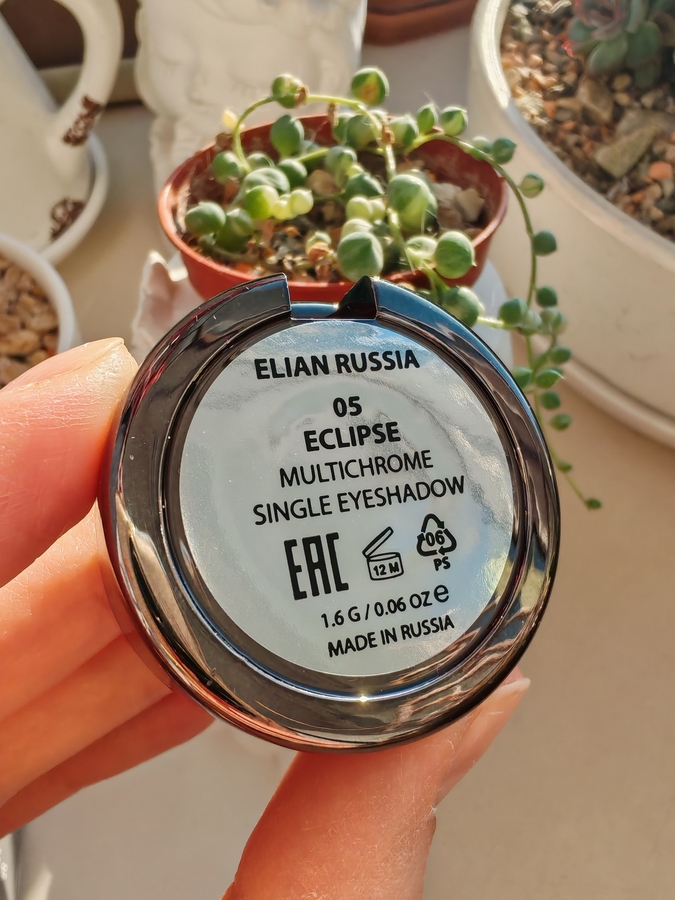 ELIAN RUSSIA
05
ECLIPSE
MULTICHROME
SINGLE EYESHADOW
EAC 12 M 06 PS
1.6 G / 0.06 OZ e
MADE IN RUSSIA